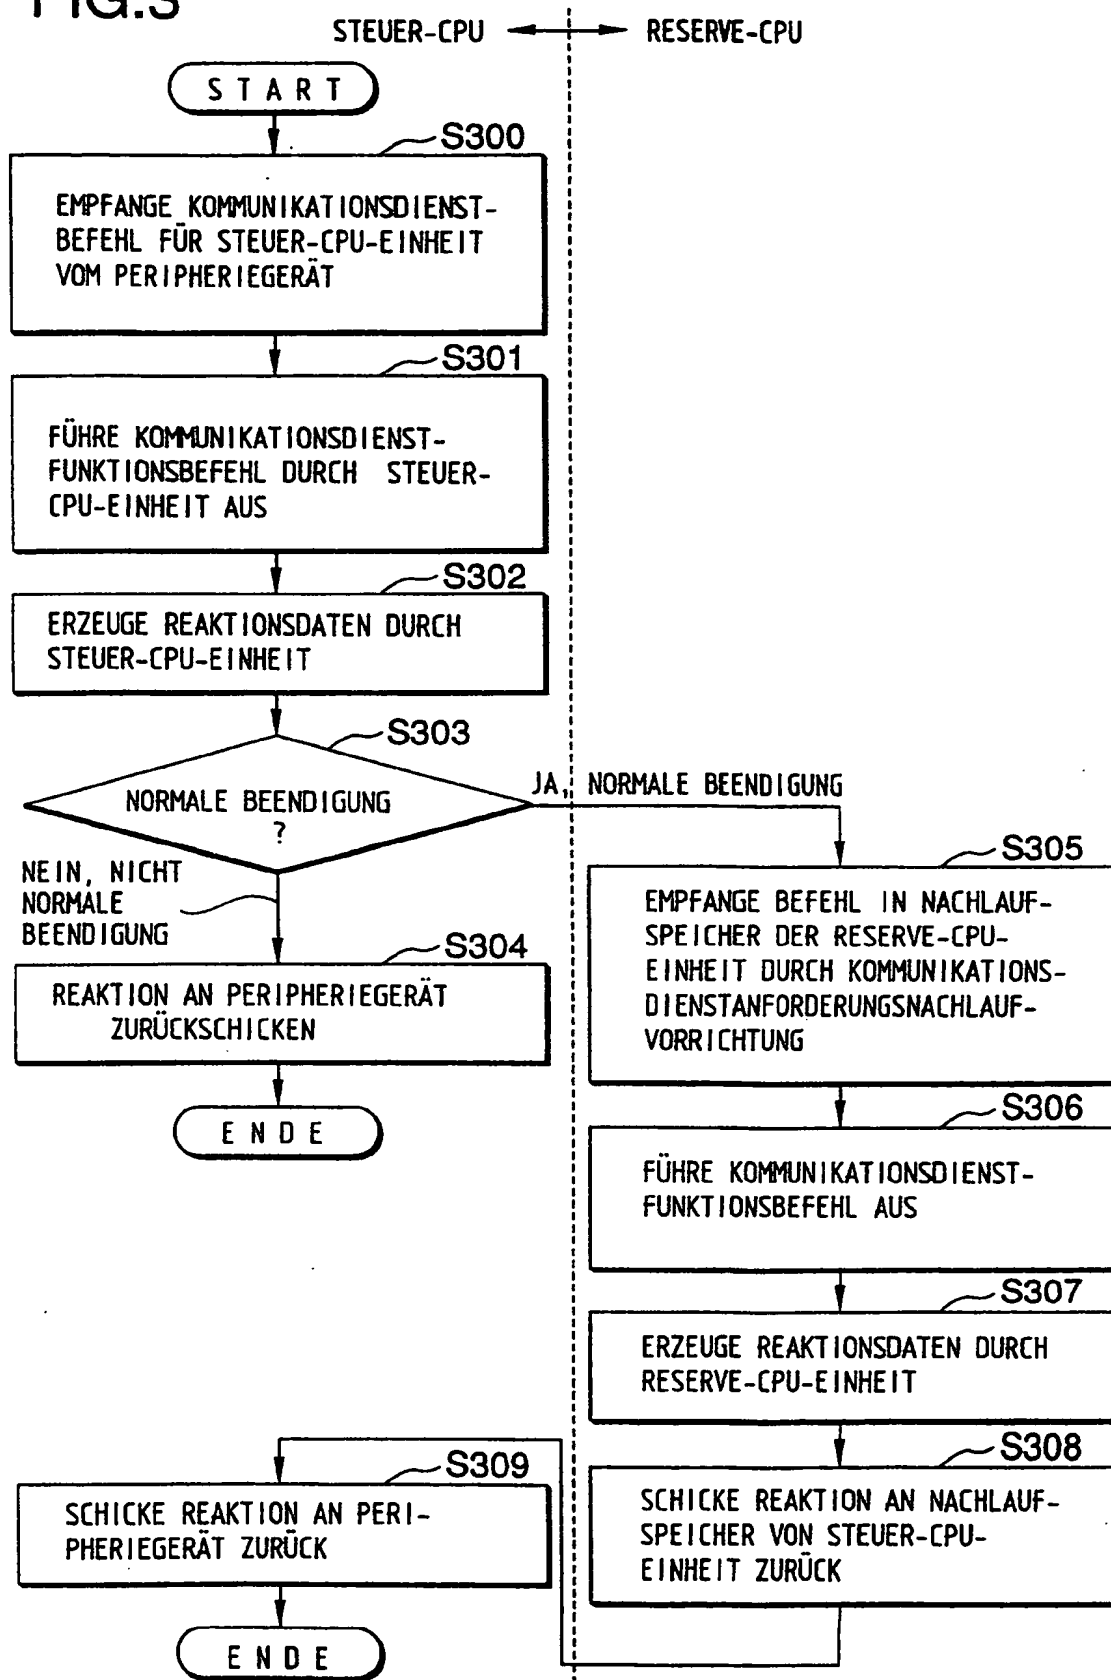 FIG.3
STEUER-CPU
RESERVE-CPU
START
S300
EMPFANGE KOMMUNIKATIONSDIENST-
BEFEHL FÜR STEUER-CPU-EINHEIT
VOM PERIPHERIEGERÄT
S301
FÜHRE KOMMUNIKATIONSDIENST-
FUNKTIONSBEFEHL DURCH STEUER-
CPU-EINHEIT AUS
S302
ERZEUGE REAKTIONSDATEN DURCH
STEUER-CPU-EINHEIT
S303
NORMALE BEENDIGUNG
?
JA, NORMALE BEENDIGUNG
NEIN, NICHT
NORMALE
BEENDIGUNG
S304
REAKTION AN PERIPHERIEGERÄT
ZURÜCKSCHICKEN
ENDE
S305
EMPFANGE BEFEHL IN NACHLAUF-
SPEICHER DER RESERVE-CPU-
EINHEIT DURCH KOMMUNIKATIONS-
DIENSTANFORDERUNGSNACHLAUF-
VORRICHTUNG
S306
FÜHRE KOMMUNIKATIONSDIENST-
FUNKTIONSBEFEHL AUS
S307
ERZEUGE REAKTIONSDATEN DURCH
RESERVE-CPU-EINHEIT
S308
SCHICKE REAKTION AN NACHLAUF-
SPEICHER VON STEUER-CPU-
EINHEIT ZURÜCK
S309
SCHICKE REAKTION AN PERI-
PHERIEGERÄT ZURÜCK
ENDE